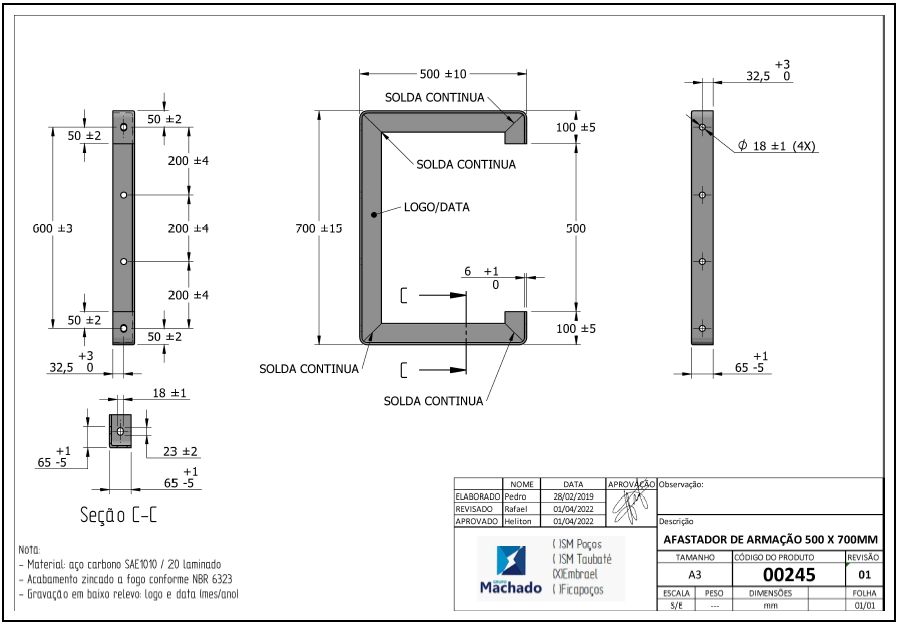 500 ±10
SOLDA CONTINUA
100 ±5
SOLDA CONTINUA
LOGO/DATA
700 ±15
500
6 +1
0
C
C
100 ±5
SOLDA CONTINUA
SOLDA CONTINUA
50 ±2
50 ±2
200 ±4
600 ±3
200 ±4
200 ±4
50 ±2
50 ±2
+3
32,5 0
18 ±1
23 ±2
+1
65 -5
+1
65 -5
Seção C-C
+3
32,5 0
Ø 18 ±1 (4X)
+1
65 -5
Nota:
- Material: aço carbono SAE1010 / 20 laminado
- Acabamento zincado a fogo conforme NBR 6323
- Gravação em baixo relevo: logo e data (mes/ano)
NOME DATA APROVAÇÃO Observação:
ELABORADO Pedro 28/02/2019
REVISADO Rafael 01/04/2022
APROVADO Heliton 01/04/2022
Descrição
AFASTADOR DE ARMAÇÃO 500 X 700MM
GRUPO
Machado
( )SM Poços
( )SM Taubaté
(X)Embrael
( )Ficapoços
TAMANHO CÓDIGO DO PRODUTO REVISÃO
A3 00245 01
ESCALA PESO DIMENSÕES FOLHA
S/E --- mm 01/01